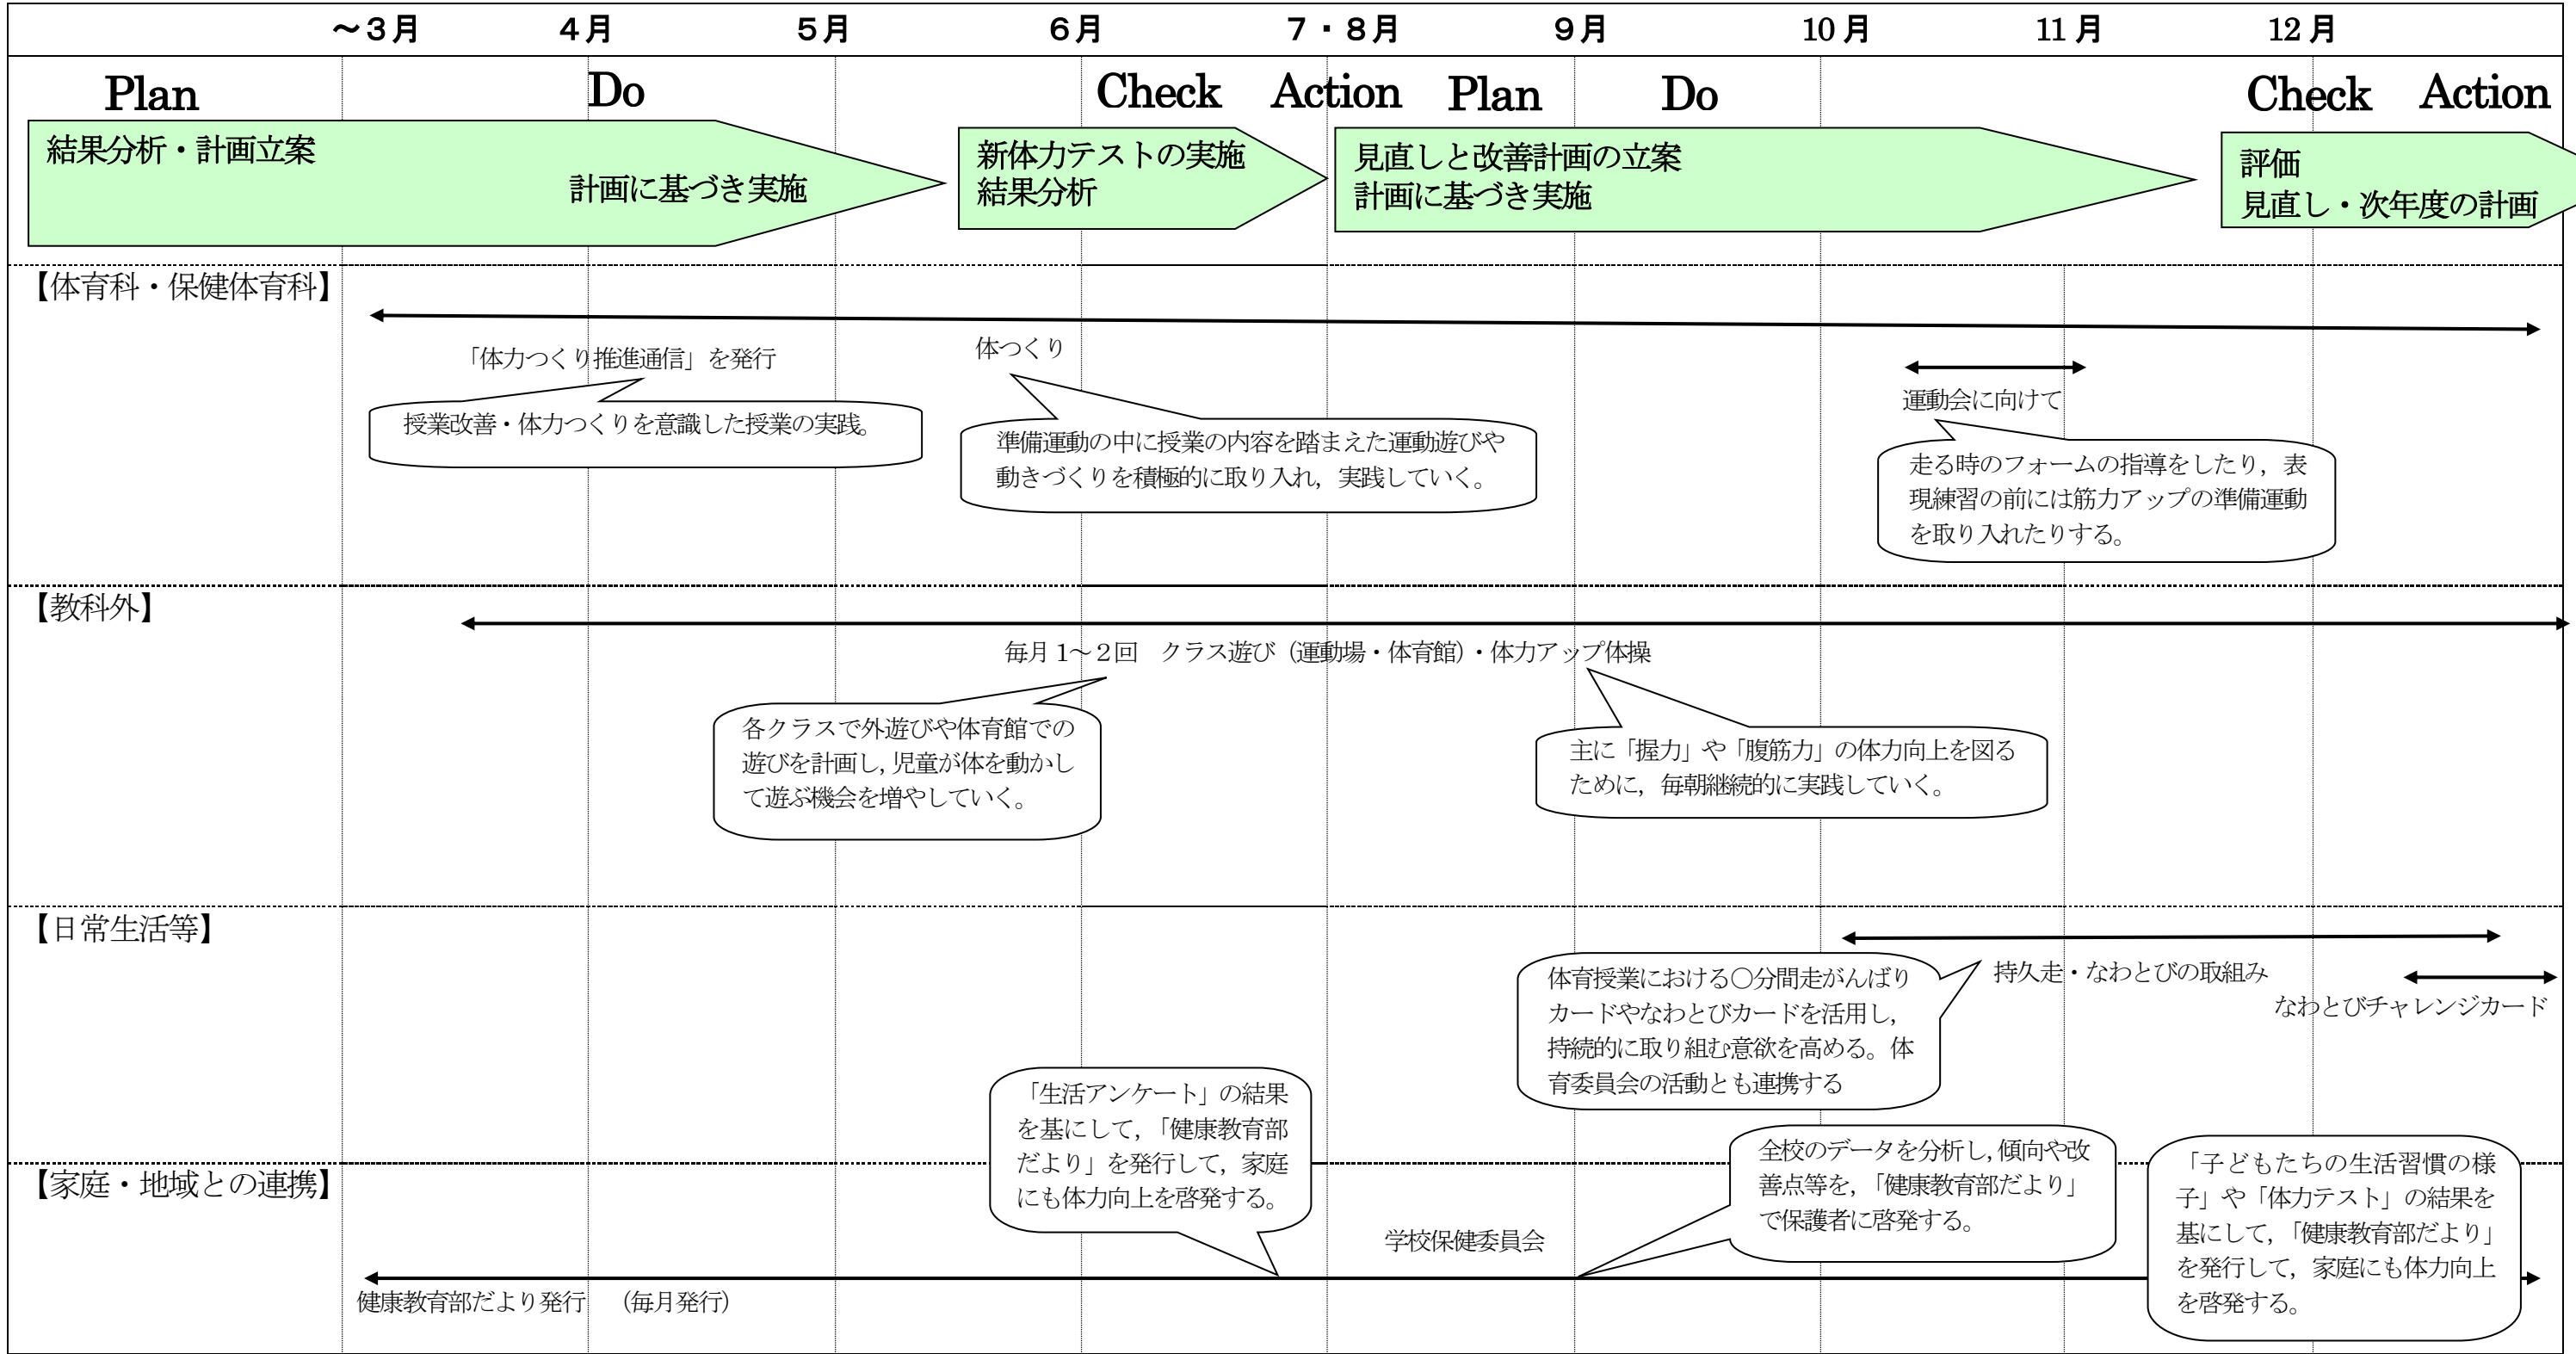 ～３月　４月　５月　６月　７・８月　９月　10 月　11 月　12 月
Plan　Do　Check　Action　Plan　Do　Check　Action
結果分析・計画立案
計画に基づき実施
新体力テストの実施
結果分析
見直しと改善計画の立案
計画に基づき実施
評価
見直し・次年度の計画
【体育科・保健体育科】
「体力つくり推進通信」を発行
授業改善・体力つくりを意識した授業の実践。
体つくり
準備運動の中に授業の内容を踏まえた運動遊びや
動きづくりを積極的に取り入れ，実践していく。
運動会に向けて
走る時のフォームの指導をしたり，表
現練習の前には筋力アップの準備運動
を取り入れたりする。
【教科外】
毎月 1～２回　クラス遊び（運動場・体育館）・体力アップ体操
各クラスで外遊びや体育館での
遊びを計画し，児童が体を動かし
て遊ぶ機会を増やしていく。
主に「握力」や「腹筋力」の体力向上を図る
ために，毎朝継続的に実践していく。
【日常生活等】
体育授業における〇分間走がんばり
カードやなわとびカードを活用し，
持続的に取り組む意欲を高める。体
育委員会の活動とも連携する
持久走・なわとびの取組み
なわとびチャレンジカード
【家庭・地域との連携】
「生活アンケート」の結果
を基にして，「健康教育部
だより」を発行して，家庭
にも体力向上を啓発する。
学校保健委員会
全校のデータを分析し，傾向や改
善点等を，「健康教育部だより」
で保護者に啓発する。
「子どもたちの生活習慣の様
子」や「体力テスト」の結果を
基にして，「健康教育部だより」
を発行して，家庭にも体力向上
を啓発する。
健康教育部だより発行　（毎月発行）